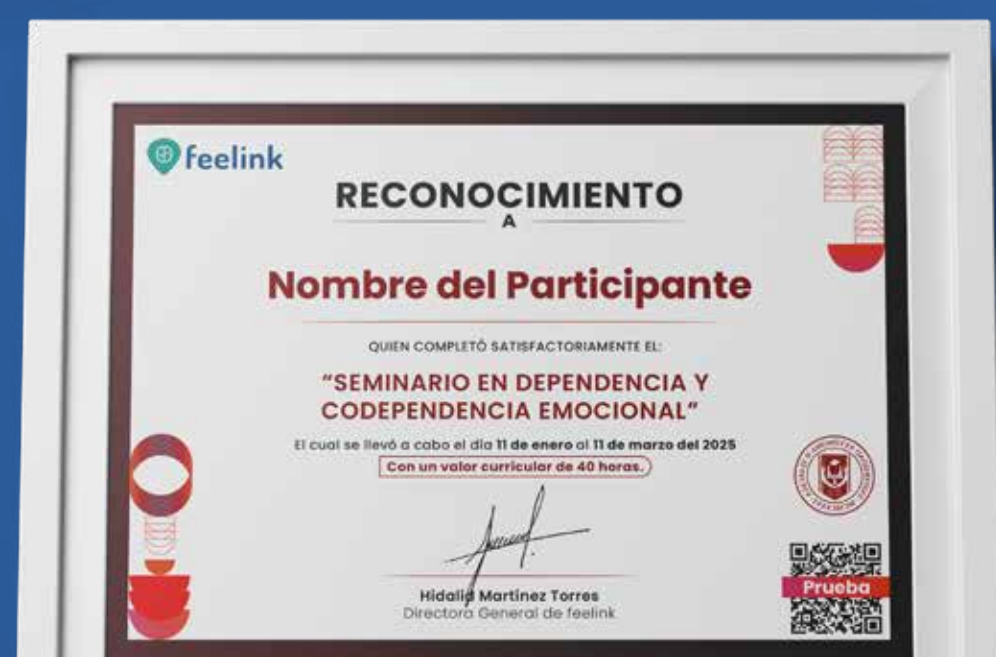 feelink
RECONOCIMIENTO
A
Nombre del Participante
QUIEN COMPLETÓ SATISFACTORIAMENTE EL:
“SEMINARIO EN DEPENDENCIA Y
CODEPENDENCIA EMOCIONAL”
El cual se llevó a cabo el día 11 de enero al 11 de marzo del 2025
Con un valor curricular de 40 horas.
Hidalid Martínez Torres
Directora General de feelink
Prueba